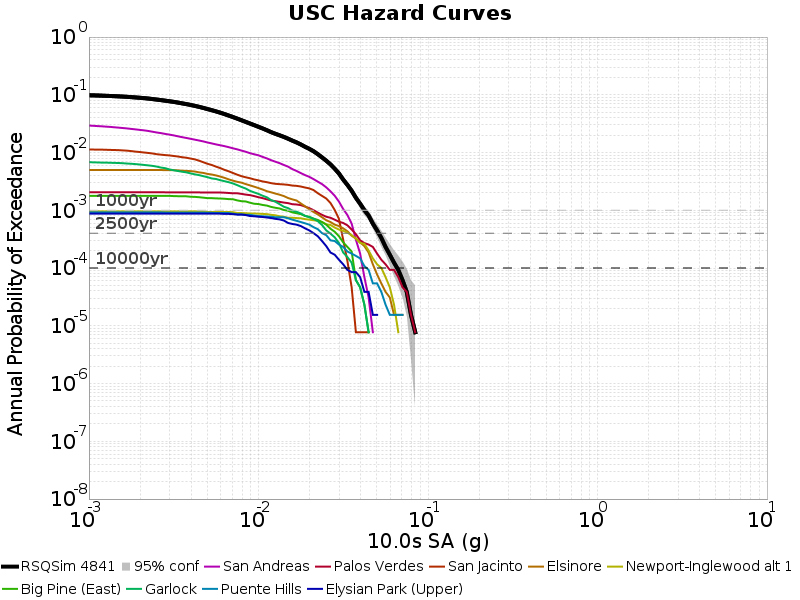 USC Hazard Curves
Annual Probability of Exceedance
10^0
10^-1
10^-2
10^-3
10^-4
10^-5
10^-6
10^-7
10^-8
1000yr
2500yr
10000yr
10^-3 10^-2 10^-1 10^0 10^1
10.0s SA (g)
RSQSim 4841 95% conf San Andreas Palos Verdes San Jacinto Elsinore Newport-Inglewood alt 1
Big Pine (East) Garlock Puente Hills Elysian Park (Upper)